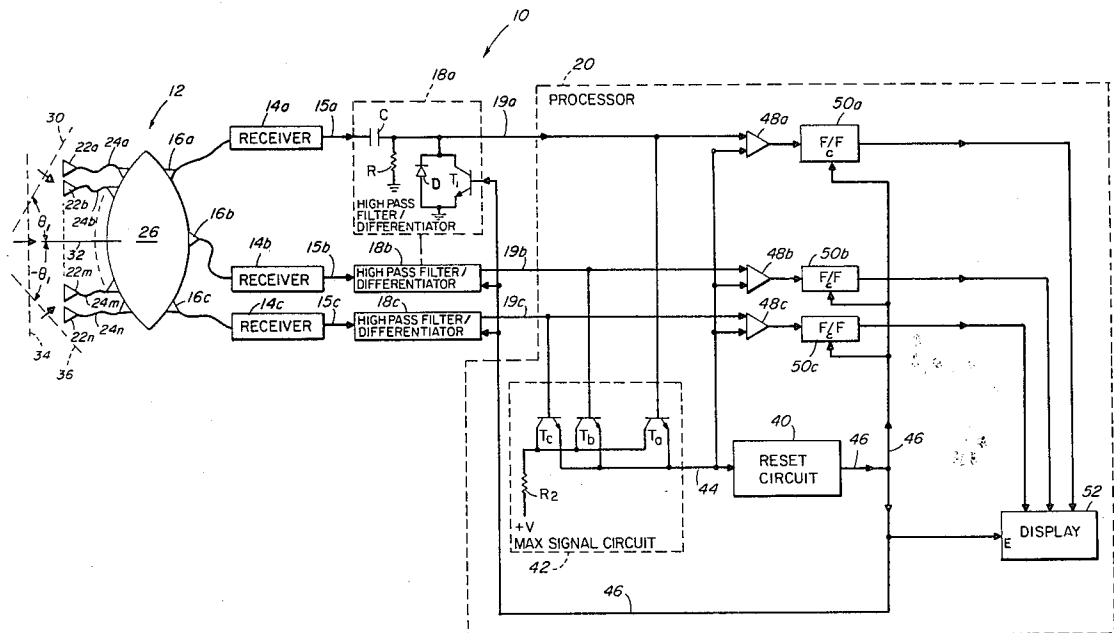 10
12
20
PROCESSOR
18a
14a
15a
C
19a
RECEIVER
R
D
T1
HIGH PASS
FILTER/
DIFFERENTIATOR
48a
50a
F/F
C
30
22a
24a
16a
22b
24b
θ1
-θ1
32
26
16b
22m
24m
22n
24n
16c
34
36
14b
15b
18b
19b
RECEIVER
HIGH PASS FILTER/
DIFFERENTIATOR
48b
50b
F/F
C
14c
15c
18c
19c
RECEIVER
HIGH PASS FILTER/
DIFFERENTIATOR
48c
F/F
C
50c
Tc
Tb
Ta
R2
+V
MAX SIGNAL CIRCUIT
42
44
40
RESET
CIRCUIT
46
46
52
E
DISPLAY
46